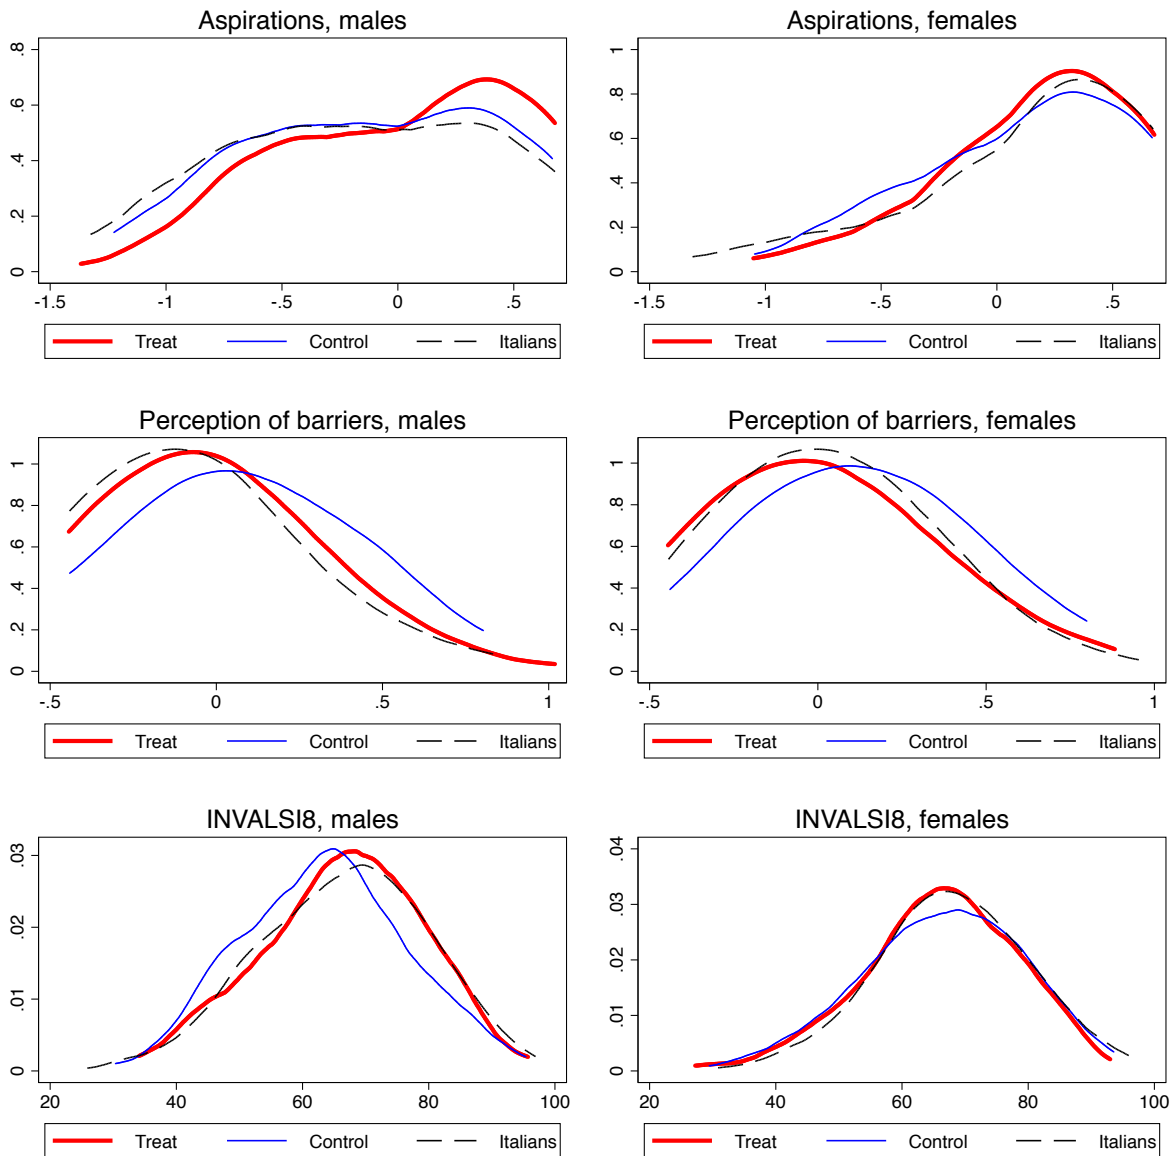 Aspirations, males
.8
.6
.4
.2
0
-1.5 -1 -.5 0 .5
Treat Control Italians
Aspirations, females
1
.8
.6
.4
.2
0
-1.5 -1 -.5 0 .5
Treat Control Italians
Perception of barriers, males
1
.8
.6
.4
.2
0
-.5 0 .5 1
Treat Control Italians
Perception of barriers, females
1
.8
.6
.4
.2
0
-.5 0 .5 1
Treat Control Italians
INVALSI8, males
.03
.02
.01
0
20 40 60 80 100
Treat Control Italians
INVALSI8, females
.04
.03
.02
.01
0
20 40 60 80 100
Treat Control Italians